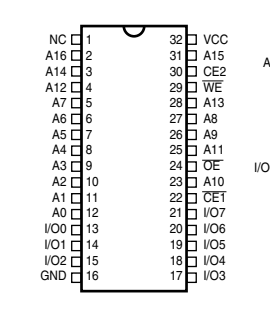 NC 1 32 VCC
A16 2 31 A15 A
A14 3 30 CE2
A12 4 29 WE
A7 5 28 A13
A6 6 27 A8
A5 7 26 A9
A4 8 25 A11
A3 9 24 OE I/O
A2 10 23 A10
A1 11 22 CE1
A0 12 21 I/O7
I/O0 13 20 I/O6
I/O1 14 19 I/O5
I/O2 15 18 I/O4
GND 16 17 I/O3